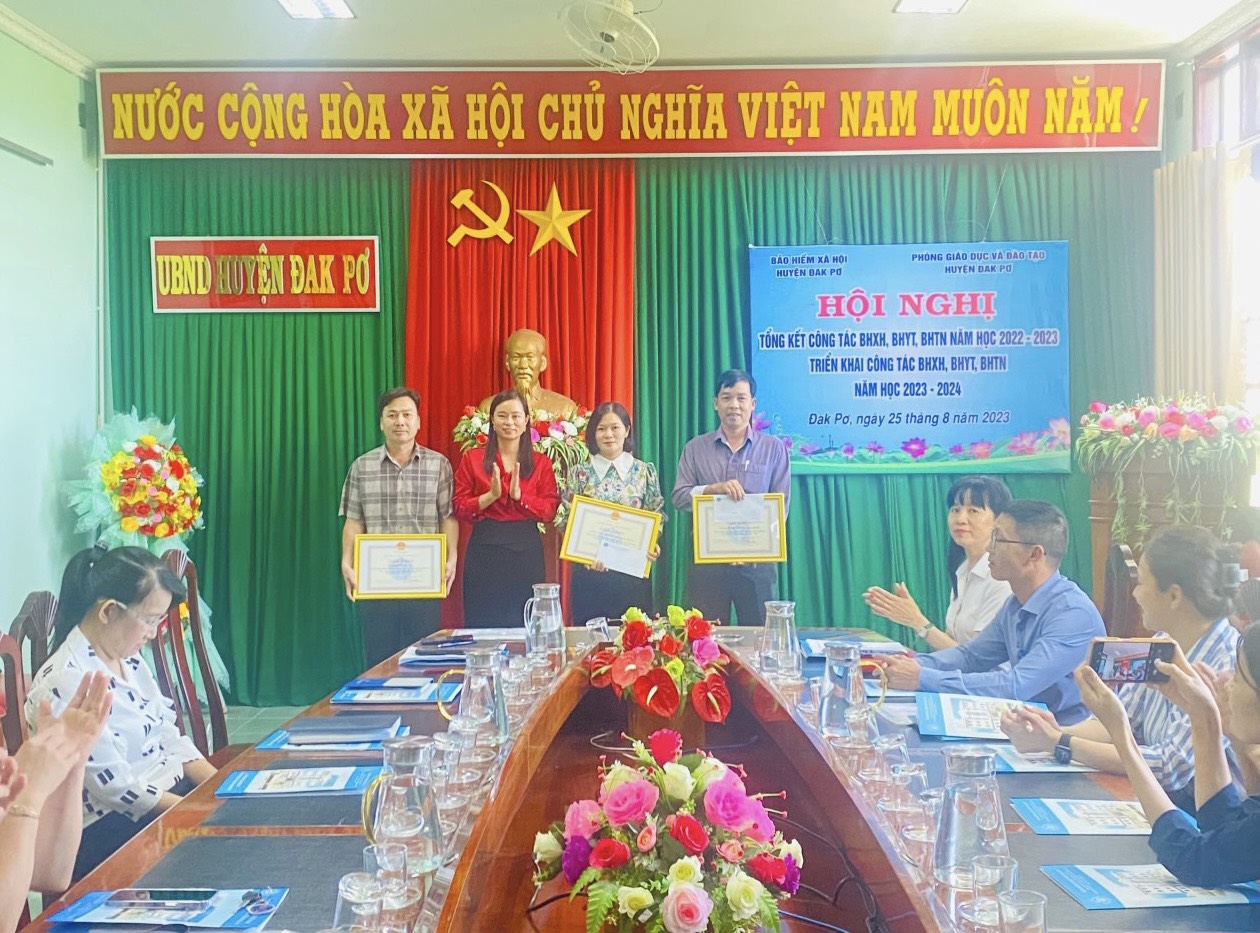 NƯỚC CỘNG HÒA XÃ HỘI CHỦ NGHĨA VIỆT NAM MUÔN NĂM !
UBND HUYỆN ĐAK PƠ
BẢO HIỂM XÃ HỘI
HUYỆN ĐAK PƠ
PHÒNG GIÁO DỤC VÀ ĐÀO TẠO
HUYỆN ĐAK PƠ
HỘI NGHỊ
TỔNG KẾT CÔNG TÁC BHXH, BHYT, BHTN NĂM HỌC 2022 - 2023
TRIỂN KHAI CÔNG TÁC BHXH, BHYT, BHTN
NĂM HỌC 2023 - 2024
Đak Pơ, ngày 25 tháng 8 năm 2023